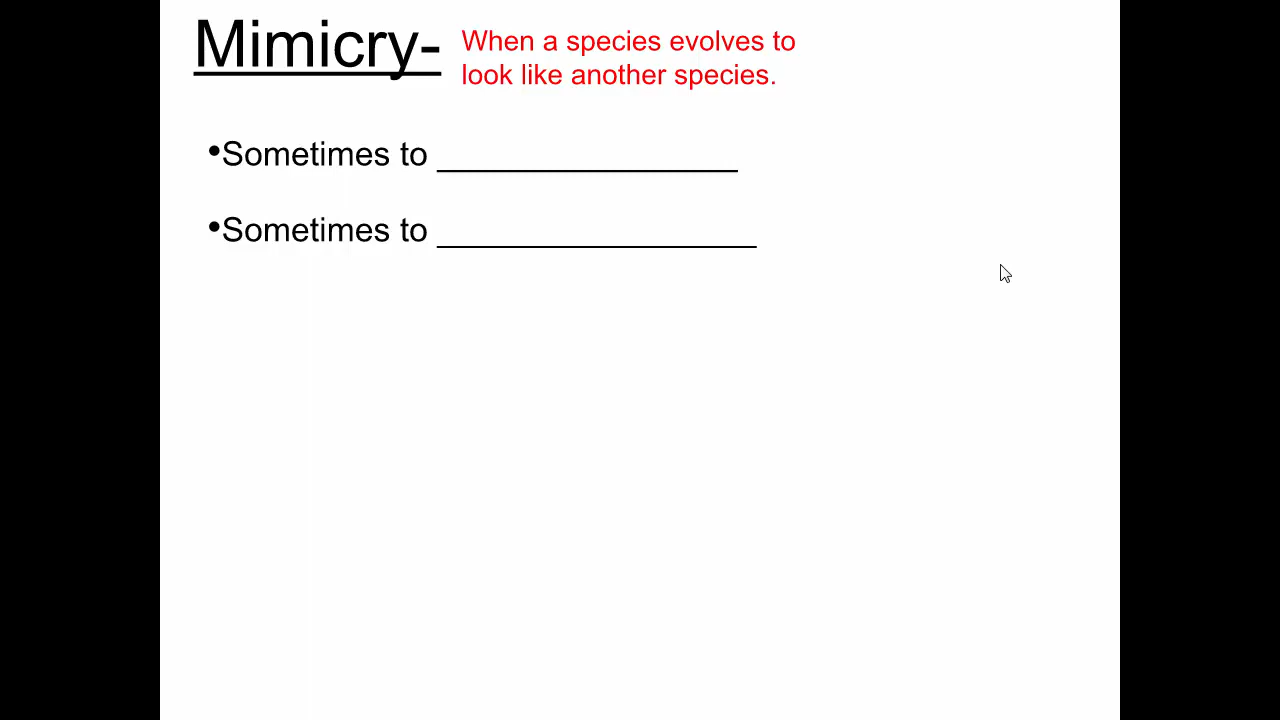 Mimicry-
When a species evolves to
look like another species.
•Sometimes to ________________
•Sometimes to _________________